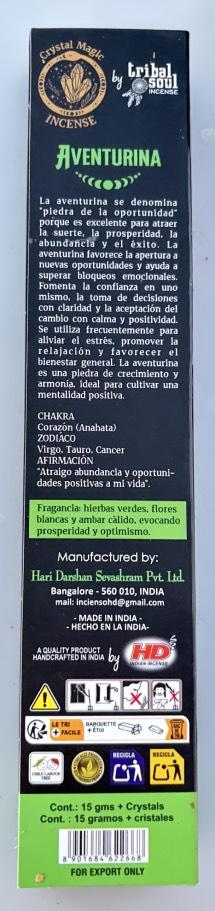 Crystal Magic
INCENSE
by
tribal
soul
INCENSE
AVENTURINA
La aventurina se denomina
"piedra de la oportunidad"
porque es excelente para atraer
la suerte, la prosperidad, la
abundancia y el éxito. La
aventurina favorece la apertura a
nuevas oportunidades y ayuda a
superar bloqueos emocionales.
Fomenta la confianza en uno
mismo, la toma de decisiones
con claridad y la aceptación del
cambio con calma y positividad.
Se utiliza frecuentemente para
aliviar el estrés, promover la
relajación y favorecer el
bienestar general. La aventurina
es una piedra de crecimiento y
armonía, ideal para cultivar una
mentalidad positiva.
CHAKRA
Corazón (Anahata)
ZODÍACO
Virgo, Tauro, Cancer
AFIRMACIÓN
"Atraigo abundancia y oportuni-
dades positivas a mi vida".
Fragancia: hierbas verdes, flores
blancas y ambar cálido, evocando
prosperidad y optimismo.
Manufactured by:
Hari Darshan Sevashram Pvt. Ltd.
Bangalore - 560 010, INDIA
mail: inciensohd@gmail.com
- MADE IN INDIA -
- HECHO EN LA INDIA-
A QUALITY PRODUCT
HANDCRAFTED IN INDIA
by
HD
INDIAN INCENSE
LE TRI
+ FACILE
BARQUETTE
+ ÉTUI
CHILD LABOUR
FREE
RECICLA
RECICLA
Cont.: 15 gms + Crystals
Cont. : 15 gramos + cristales
8 901684 622668
FOR EXPORT ONLY